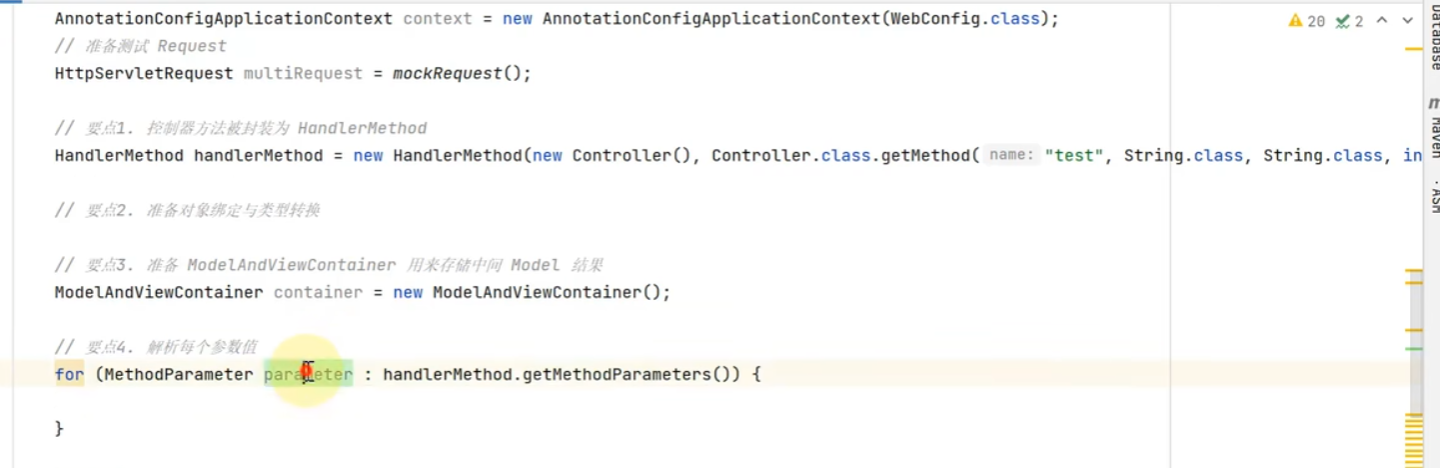 AnnotationConfigApplicationContext context = new AnnotationConfigApplicationContext(WebConfig.class);
20 2
// 准备测试 Request
HttpServletRequest multiRequest = mockRequest();
// 要点1. 控制器方法被封装为 HandlerMethod
HandlerMethod handlerMethod = new HandlerMethod(new Controller(), Controller.class.getMethod( name: "test", String.class, String.class, in
// 要点2. 准备对象绑定与类型转换
// 要点3. 准备 ModelAndViewContainer 用来存储中间 Model 结果
ModelAndViewContainer container = new ModelAndViewContainer();
// 要点4. 解析每个参数值
for (MethodParameter parameter : handlerMethod.getMethodParameters()) {
}
Database
Maven
ASM